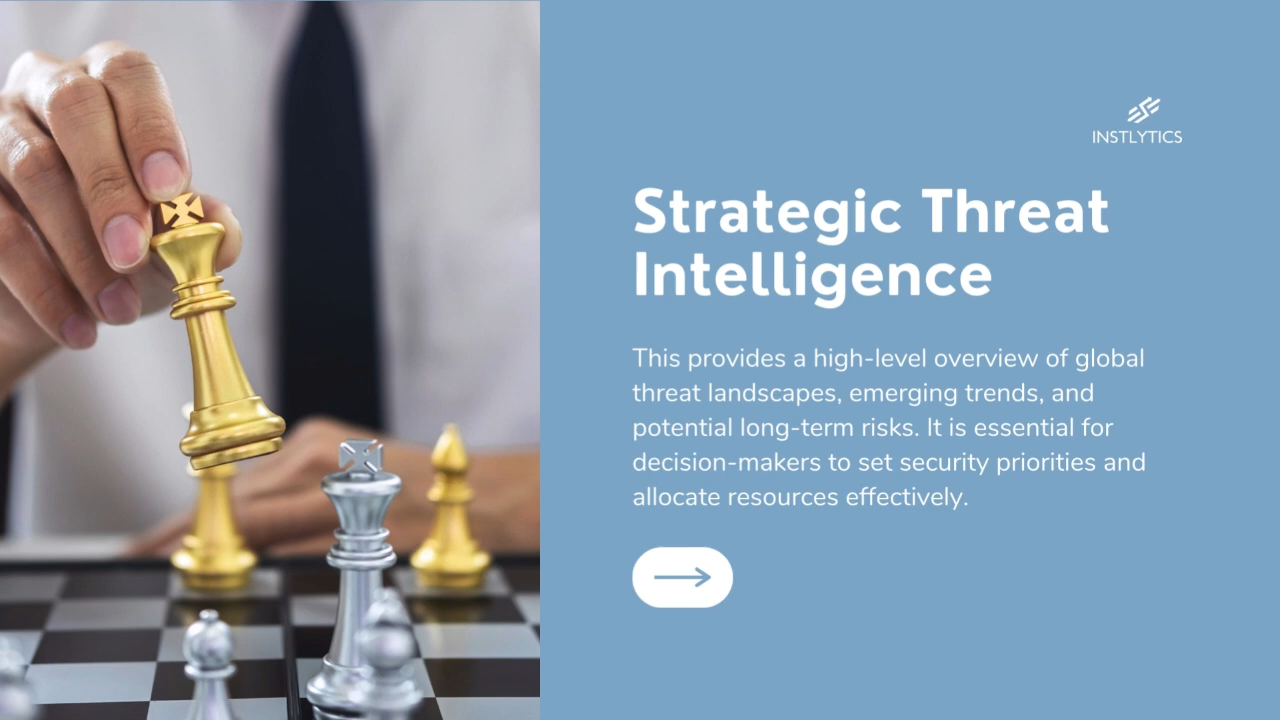 INSTLYTICS
Strategic Threat
Intelligence
This provides a high-level overview of global
threat landscapes, emerging trends, and
potential long-term risks. It is essential for
decision-makers to set security priorities and
allocate resources effectively.